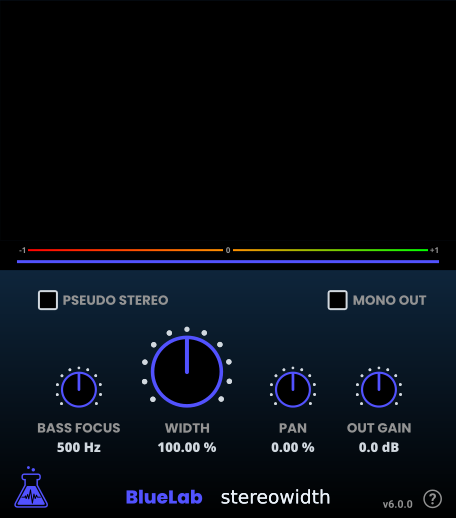 -1 0 +1
PSEUDO STEREO MONO OUT
BASS FOCUS WIDTH PAN OUT GAIN
500 Hz 100.00 % 0.00 % 0.0 dB
BlueLab stereowidth v6.0.0 ?